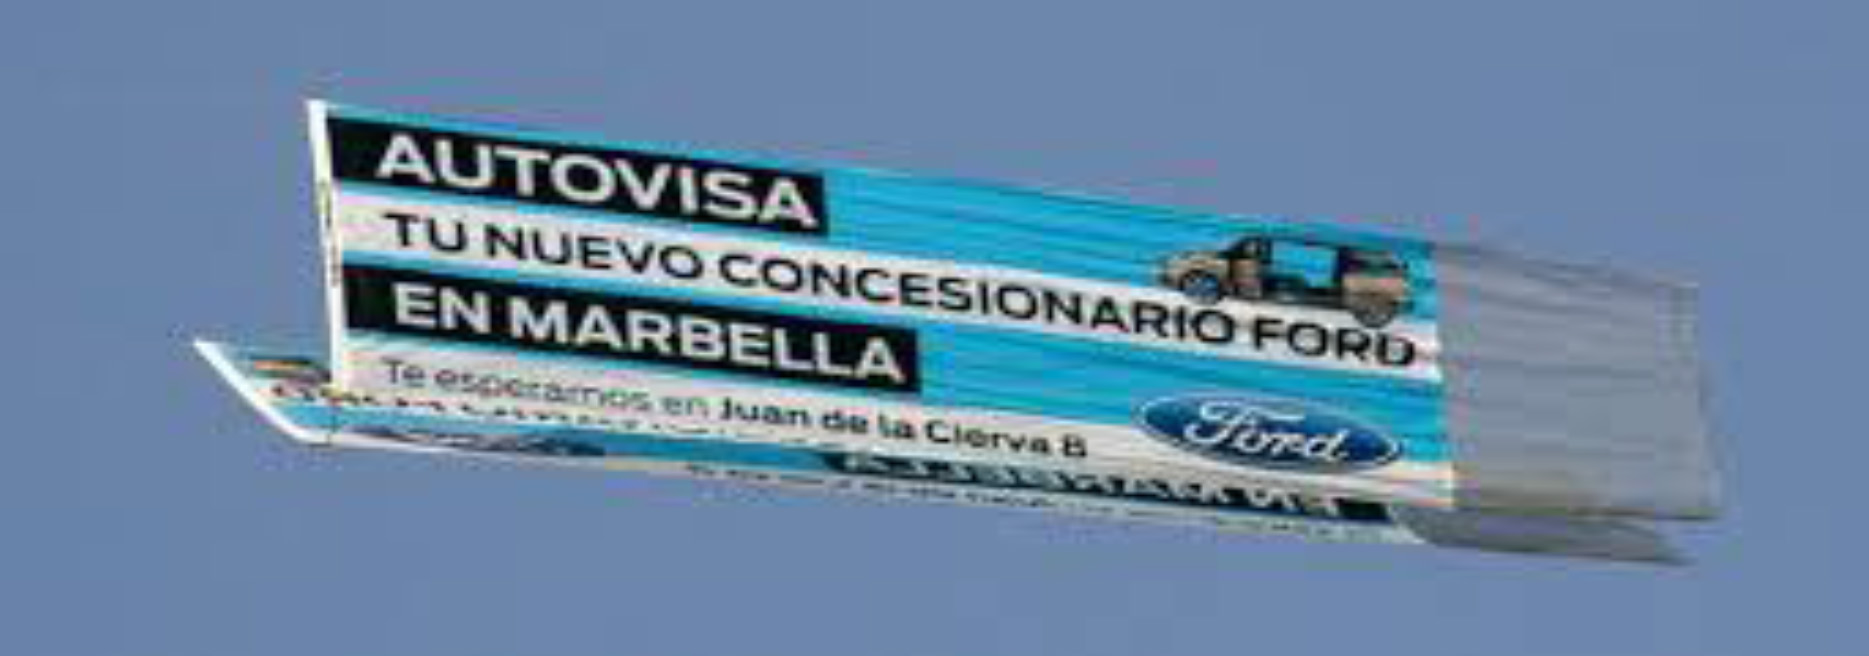 AUTOVISA
TU NUEVO CONCESIONARIO FORD
EN MARBELLA
Te esperamos en Juan de la Cierva 8
Ford